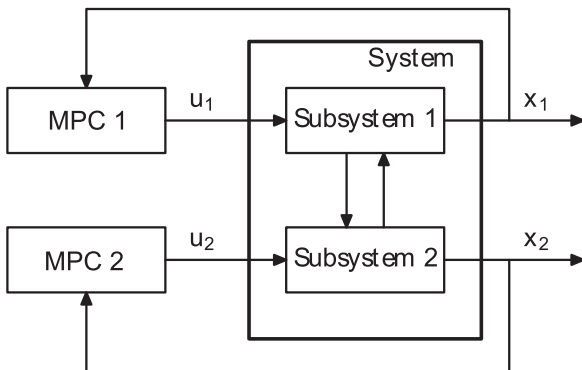 System
MPC 1
u1
Subsystem 1
x1
MPC 2
u2
Subsystem 2
x2